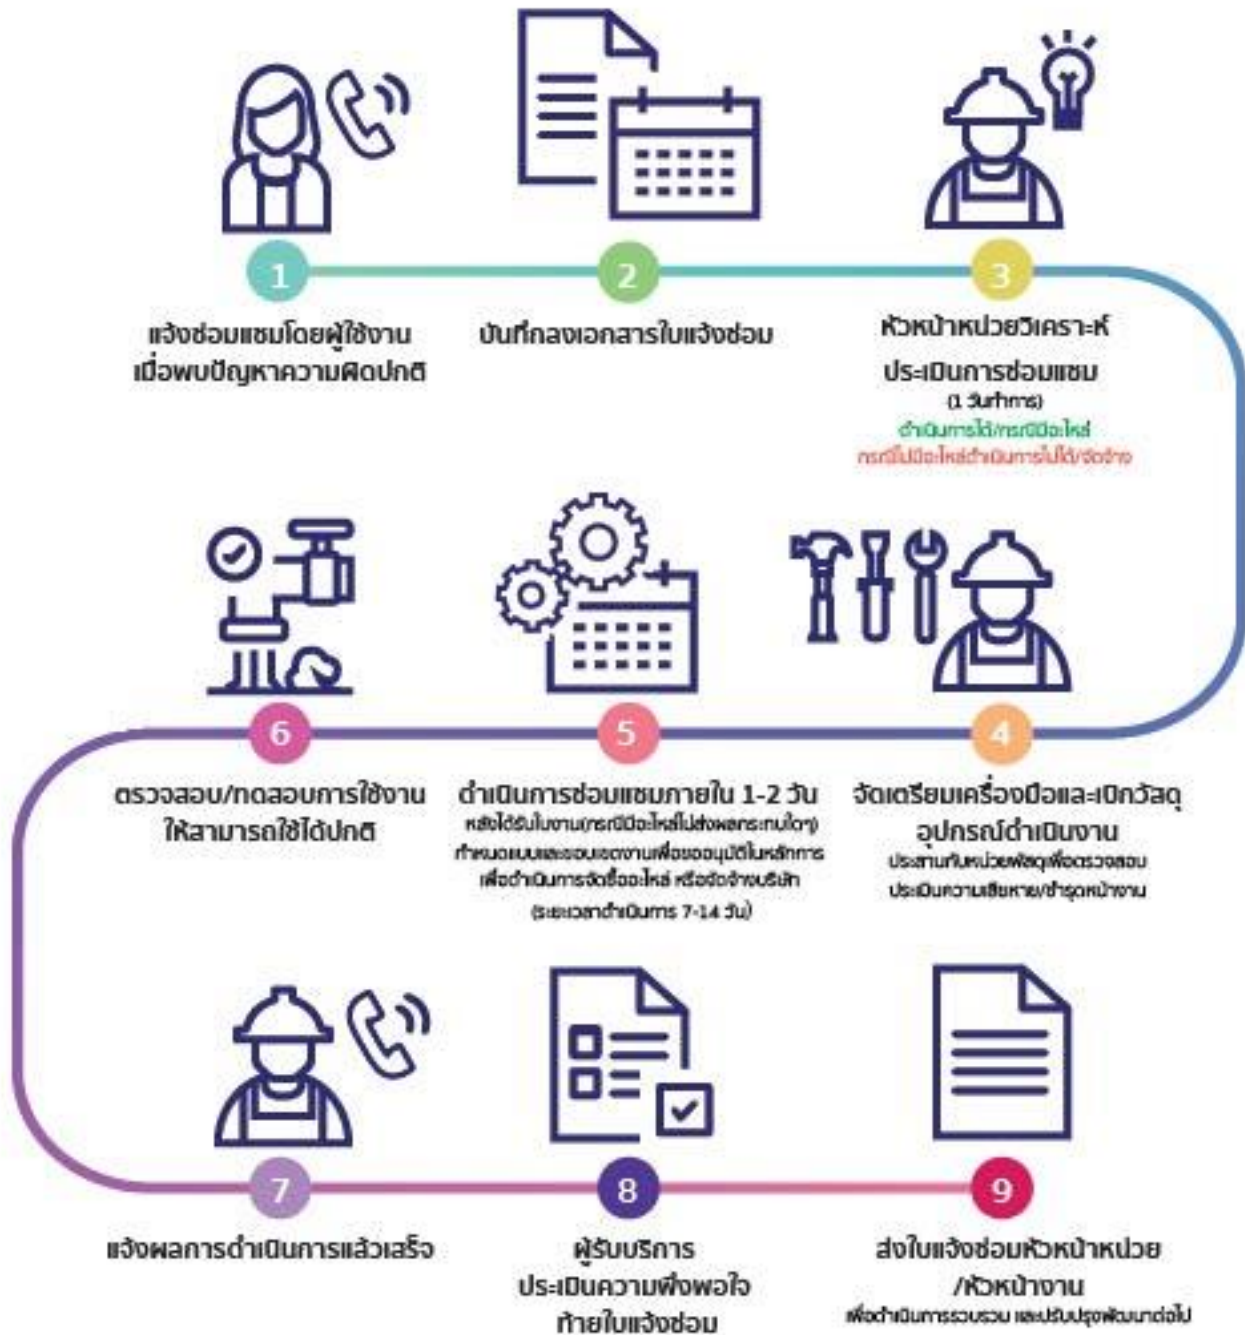 1
2
3
แจ้งซ่อมแซมโดยผู้ใช้งาน
เมื่อพบปัญหาความผิดปกติ
บันทึกลงเอกสารใบแจ้งซ่อม
หัวหน้าหน่วยวิเคราะห์
ประเมินการซ่อมแซม
(1 วันทำการ)
ดำเนินการได้/กรณีมีอะไหล่
กรณีไม่มีอะไหล่ดำเนินการไม่ได้/จัดจ้าง
6
5
4
ตรวจสอบ/ทดสอบการใช้งาน
ให้สามารถใช้ได้ปกติ
ดำเนินการซ่อมแซมภายใน 1-2 วัน
หลังได้รับใบงาน(กรณีมีอะไหล่ไม่ส่งผลกระทบใดๆ)
กำหนดแบบและขอบเขตงานเพื่อขออนุมัติในหลักการ
เพื่อดำเนินการจัดซื้ออะไหล่ หรือจัดจ้างบริษัท
(ระยะเวลาดำเนินการ 7-14 วัน)
จัดเตรียมเครื่องมือและเบิกวัสดุ
อุปกรณ์ดำเนินงาน
ประสานกับหน่วยพัสดุเพื่อตรวจสอบ
ประเมินความเสียหาย/ชำรุดหน้างาน
7
8
9
แจ้งผลการดำเนินการแล้วเสร็จ
ผู้รับบริการ
ประเมินความพึงพอใจ
ท้ายใบแจ้งซ่อม
ส่งใบแจ้งซ่อมหัวหน้าหน่วย
/หัวหน้างาน
เพื่อดำเนินการรวบรวม และปรับปรุงพัฒนาต่อไป